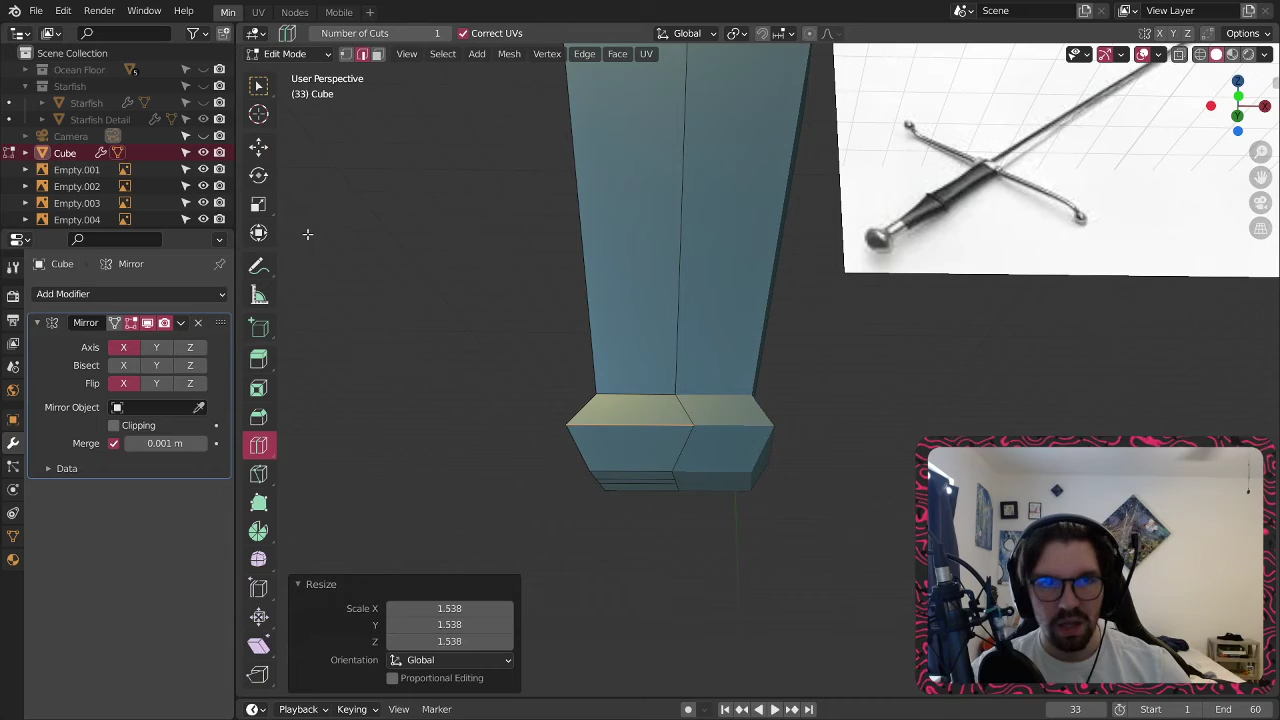 File Edit Render Window Help Min UV Nodes Mobile + Scene View Layer
Number of Cuts 1 Correct UVs Global X Y Z Options
Scene Collection
Ocean Floor 5
Starfish
Starfish
Starfish Detail
Camera
Cube
Empty.001
Empty.002
Empty.003
Empty.004
Edit Mode View Select Add Mesh Vertex Edge Face UV
User Perspective
(33) Cube
Z
X
Y
Cube Mirror
Add Modifier
Mirror
Axis X Y Z
Bisect X Y Z
Flip X Y Z
Mirror Object
Clipping
Merge 0.001 m
Data
Resize
Scale X 1.538
Y 1.538
Z 1.538
Orientation Global
Proportional Editing
Playback Keying View Marker 33 Start 1 End 60